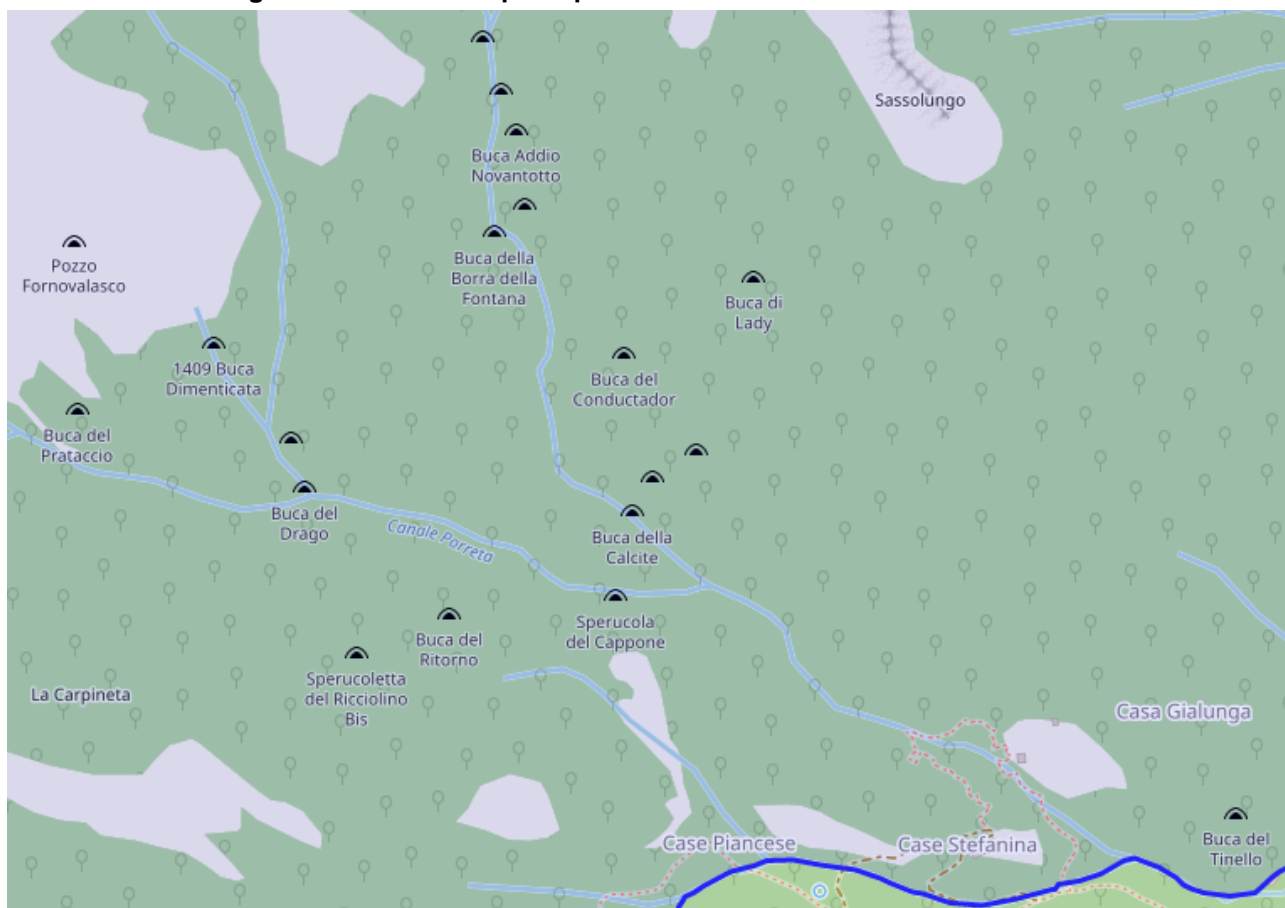 Sassolungo
Buca Addio
Novantotto
Pozzo
Fornovalasco
Buca della
Borra della
Fontana
Buca di
Lady
1409 Buca
Dimenticata
Buca del
Conductador
Buca del
Prataccio
Buca del
Drago
Canale Porreta
Buca della
Calcite
Sperucola
del Cappone
Buca del
Ritorno
Sperucoletta
del Ricciolino
Bis
La Carpineta
Casa Gialunga
Case Piancese
Case Stefanina
Buca del
Tinello